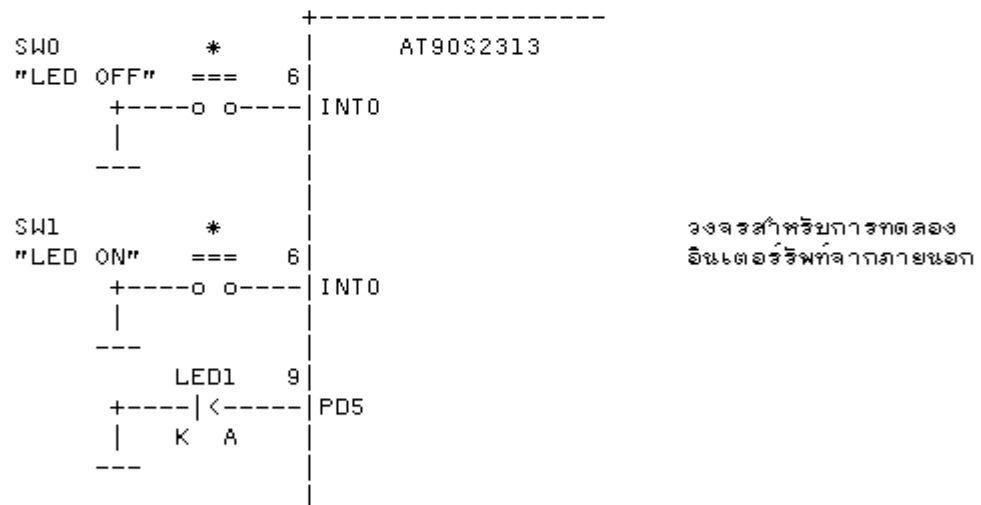 +------------------
SW0 * | AT90S2313
"LED OFF" === 6|
+----o o----|INT0
| |
--- |
|
SW1 * | วงจรสำหรับการทดลอง
"LED ON" === 6| อินเตอร์รัพท์จากภายนอก
+----o o----|INT0
| |
--- |
LED1 9|
+----|<-----|PD5
| K A |
--- |
|